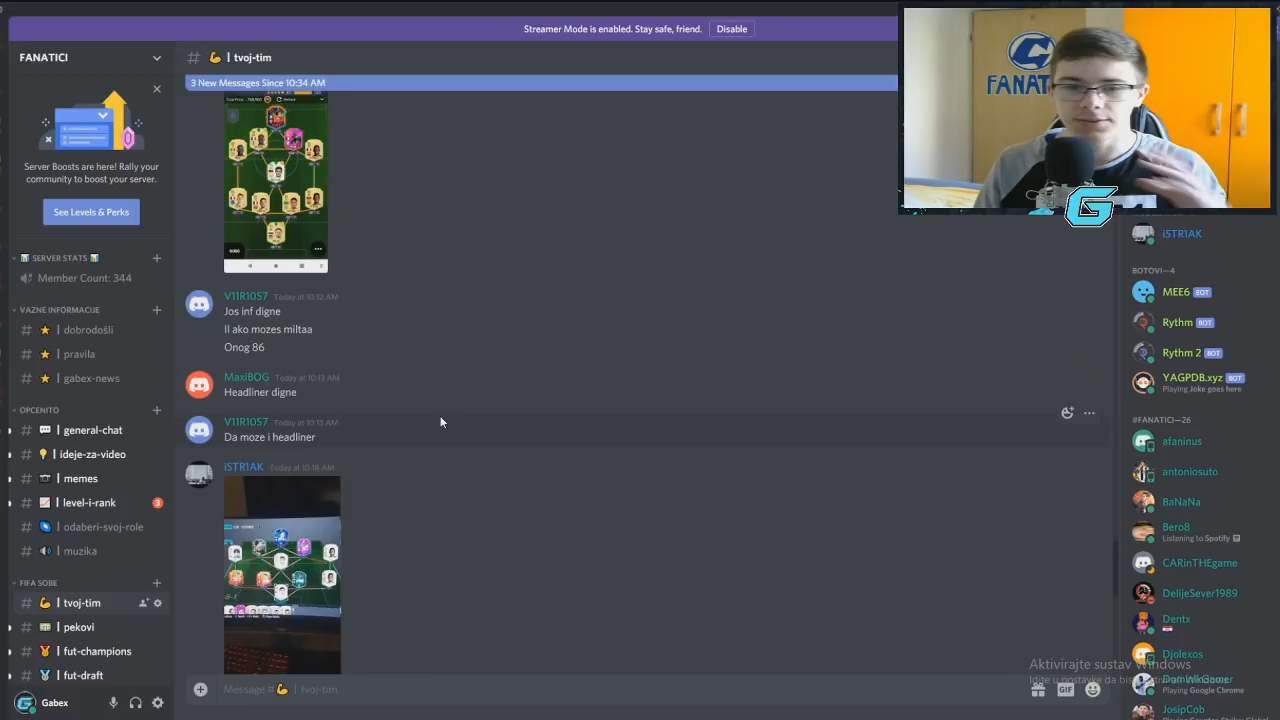 Streamer Mode is enabled. Stay safe, friend.
Disable
FANATICI
Server Boosts are here! Rally your
community to boost your server.
See Levels & Perks
SERVER STATS
Member Count: 344
VAZNE INFORMACIJE
dobrodošli
pravila
gabex-news
OPCENITO
general-chat
ideje-za-video
memes
level-i-rank
3
odaberi-svoj-role
muzika
FIFA SOBE
tvoj-tim
pekovi
fut-champions
fut-draft
Gabex
tvoj-tim
3 New Messages Since 10:34 AM
V11R10S7 Today at 10:12 AM
Jos inf digne
Il ako mozes miltaa
Onog 86
MaxiBOG Today at 10:13 AM
Headliner digne
V11R10S7 Today at 10:13 AM
Da moze i headliner
iSTR1AK Today at 10:18 AM
Message # | tvoj-tim
GIF
G
iSTR1AK
BOTOVI—4
MEE6 BOT
Rythm BOT
Rythm 2 BOT
YAGPDB.xyz BOT
Playing Joke goes here
#FANATICI—26
afaninus
antoniosuto
BaNaNa
Bero8
Listening to Spotify
CARinTHEgame
DelijeSever1989
Dentx
Djolexos
Playing Google Chrome
JosipCob
Aktivirajte sustav Windows